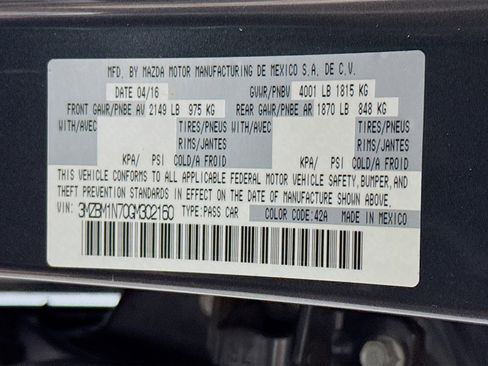 MFD. BY MAZDA MOTOR MANUFACTURING DE MEXICO S.A. DE C.V.
DATE 04/16 GVWR/PNBV 4001 LB 1815 KG
FRONT GAWR/PNBE AV 2149 LB 975 KG REAR GAWR/PNBE AR 1870 LB 848 KG
WITH/AVEC TIRES/PNEUS WITH/AVEC TIRES/PNEUS
RIMS/JANTES RIMS/JANTES
KPA/ PSI COLD/A FROID KPA/ PSI COLD/A FROID
THIS VEHICLE CONFORMS TO ALL APPLICABLE FEDERAL MOTOR VEHICLE SAFETY, BUMPER, AND
THEFT PREVENTION STANDARDS IN EFFECT ON THE DATE OF MANUFACTURE SHOWN ABOVE.
VIN: 3MZBM1N70GM302160 TYPE: PASS CAR COLOR CODE: 42A MADE IN MEXICO